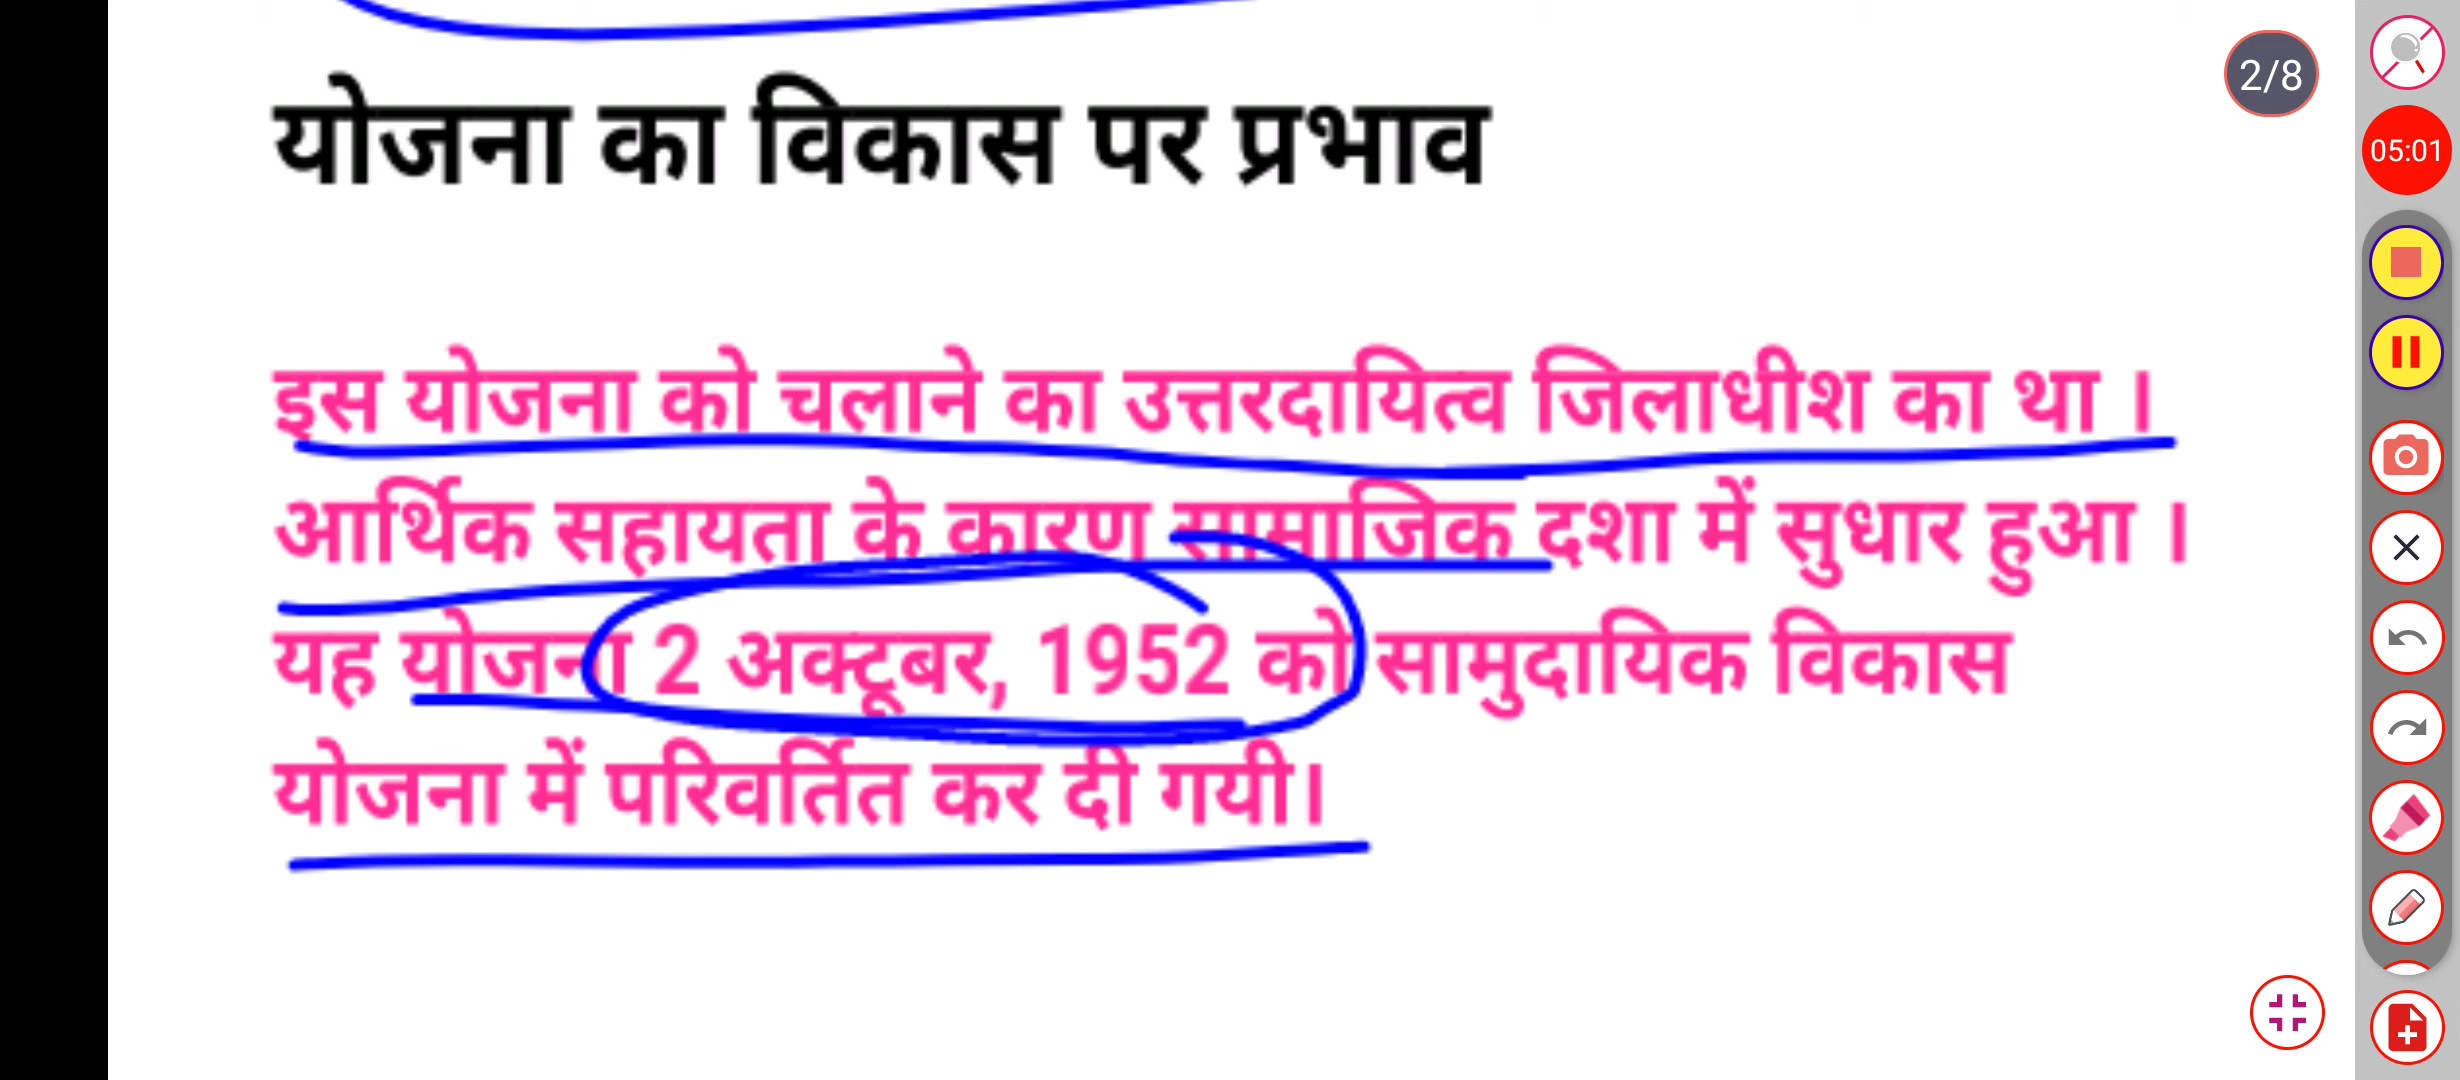 योजना का विकास पर प्रभाव
2/8
05:01
इस योजना को चलाने का उत्तरदायित्व जिलाधीश का था ।
आर्थिक सहायता के कारण सामाजिक दशा में सुधार हुआ ।
यह योजना 2 अक्टूबर, 1952 को सामुदायिक विकास
योजना में परिवर्तित कर दी गयी।